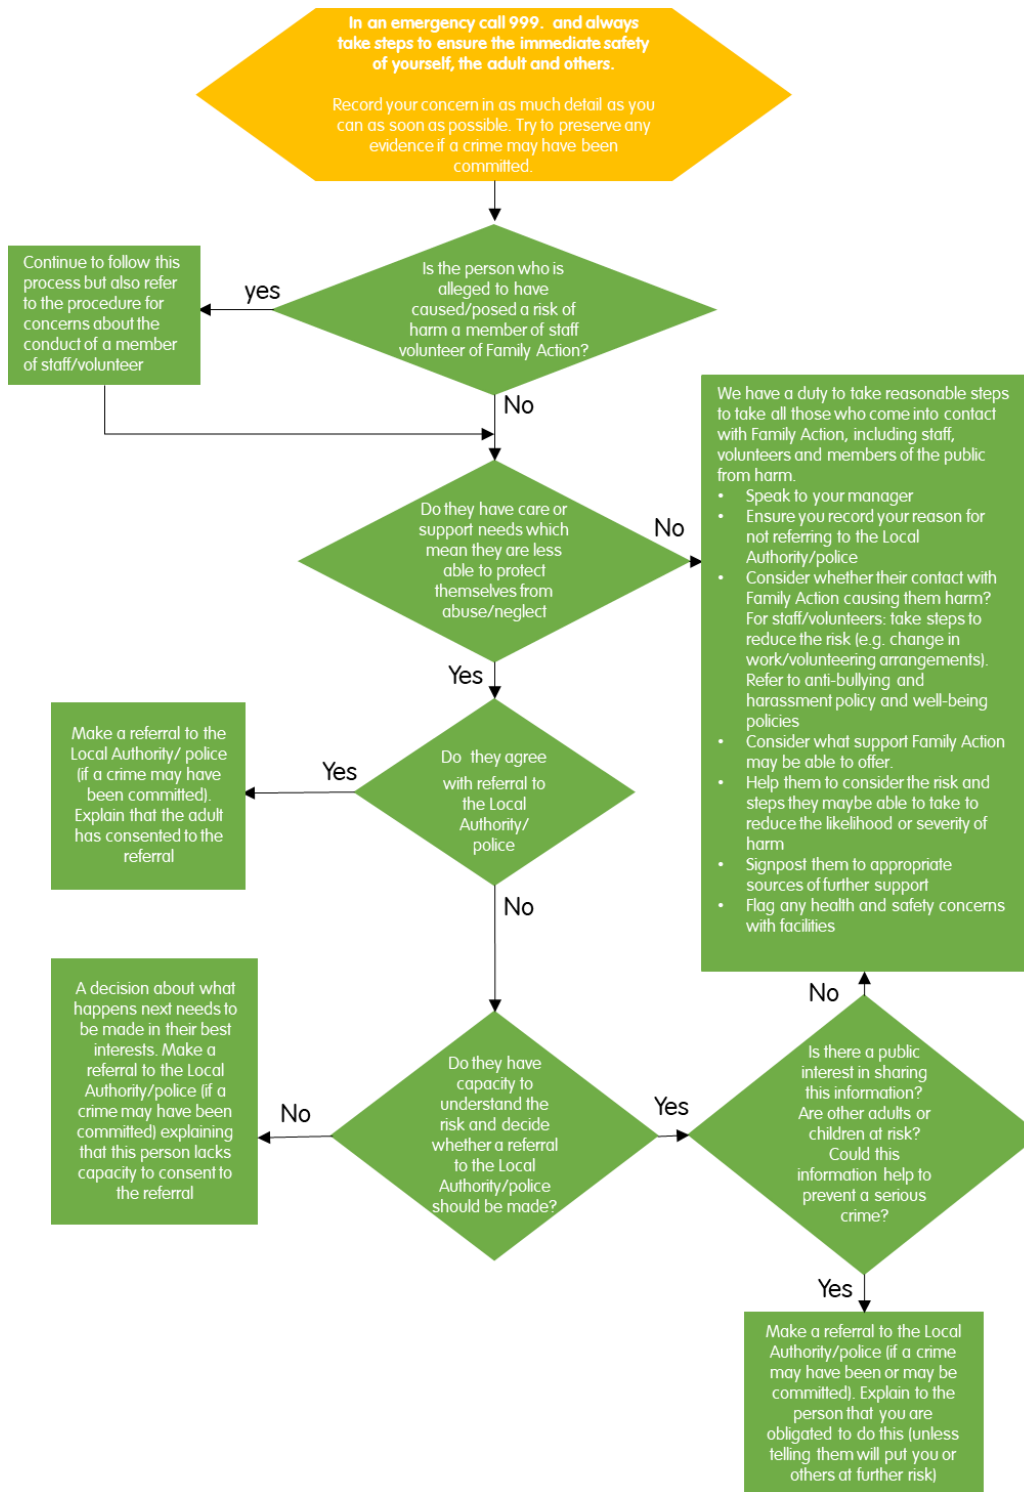 In an emergency call 999.  and always
take steps to ensure the immediate safety
of yourself, the adult and others.
Record your concern in as much detail as you
can as soon as possible. Try to preserve any
evidence if a crime may have been
committed.
Is the person who is
alleged to have
caused/posed a risk of
harm a member of staff
volunteer of Family Action?
yes
Continue to follow this
process but also refer
to the procedure for
concerns about the
conduct of a member
of staff/volunteer
No
Do they have care or
support needs which
mean they are less
able to protect
themselves from
abuse/neglect
No
We have a duty to take reasonable steps
to take all those who come into contact
with Family Action, including staff,
volunteers and members of the public
from harm.
• Speak to your manager
• Ensure you record your reason for
not referring to the Local
Authority/police
• Consider whether their contact with
Family Action causing them harm?
For staff/volunteers: take steps to
reduce the risk (e.g. change in
work/volunteering arrangements).
Refer to anti-bullying and
harassment policy and well-being
policies
• Consider what support Family Action
may be able to offer.
• Help them to consider the risk and
steps they maybe able to take to
reduce the likelihood or severity of
harm
• Signpost them to appropriate
sources of further support
• Flag any health and safety concerns
with facilities
Yes
Do  they agree
with referral to
the Local
Authority/
police
Yes
Make a referral to the
Local Authority/ police
(if a crime may have
been committed).
Explain that the adult
has consented to the
referral
No
Do they have
capacity to
understand the
risk and decide
whether a referral
to the Local
Authority/police
should be made?
No
A decision about what
happens next needs to
be made in their best
interests. Make a
referral to the Local
Authority/police (if a
crime may have been
committed) explaining
that this person lacks
capacity to consent to
the referral
Yes
Is there a public
interest in sharing
this information?
Are other adults or
children at risk?
Could this
information help to
prevent a serious
crime?
No
Yes
Make a referral to the Local
Authority/police (if a crime
may have been or may be
committed). Explain to the
person that you are
obligated to do this (unless
telling them will put you or
others at further risk)